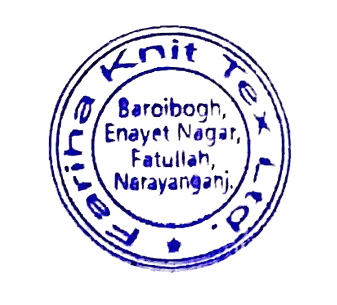 Fariha Knit Tex Ltd.
Baroibogh,
Enayet Nagar,
Fatullah,
Narayanganj.